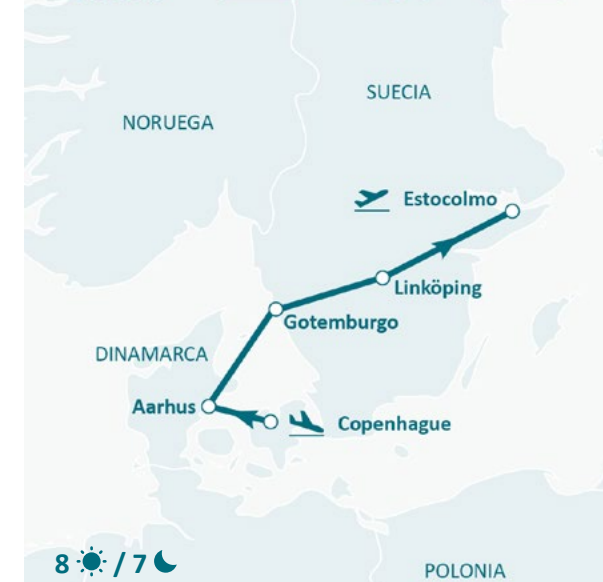 SUECIA
NORUEGA
Estocolmo
Linköping
Gotemburgo
DINAMARCA
Aarhus
Copenhague
8 / 7
POLONIA